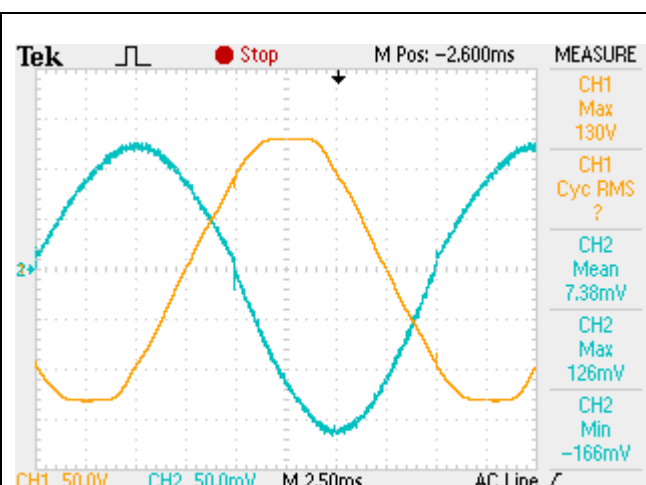 Tek Stop M Pos: -2.600ms MEASURE
CH1
Max
130V
CH1
Cyc RMS
?
2
CH2
Mean
7.38mV
CH2
Max
126mV
CH2
Min
-166mV
CH1 50.0V CH2 50.0mV M 2.50ms AC Line